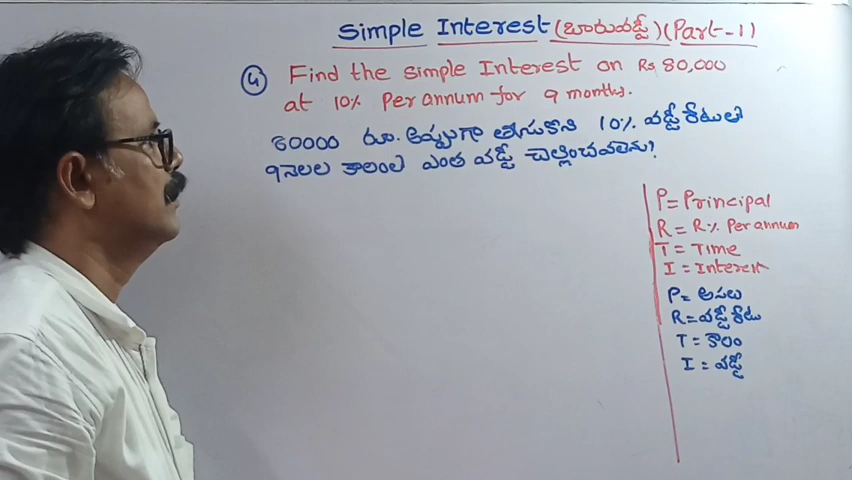 Simple Interest (బారువడ్డీ) (Part-1)
4 Find the simple Interest on Rs 80,000
at 10% Per annum for 9 months.
80000 రూ. అప్పుగా తీసుకొని 10% వడ్డీ రేటుతో
9 నెలల కాలంలో ఎంత వడ్డీ చెల్లించవలెను?
P = Principal
R = R% Per annum
T = Time
I = Interest
P = అసలు
R = వడ్డీ రేటు
T = కాలం
I = వడ్డీ